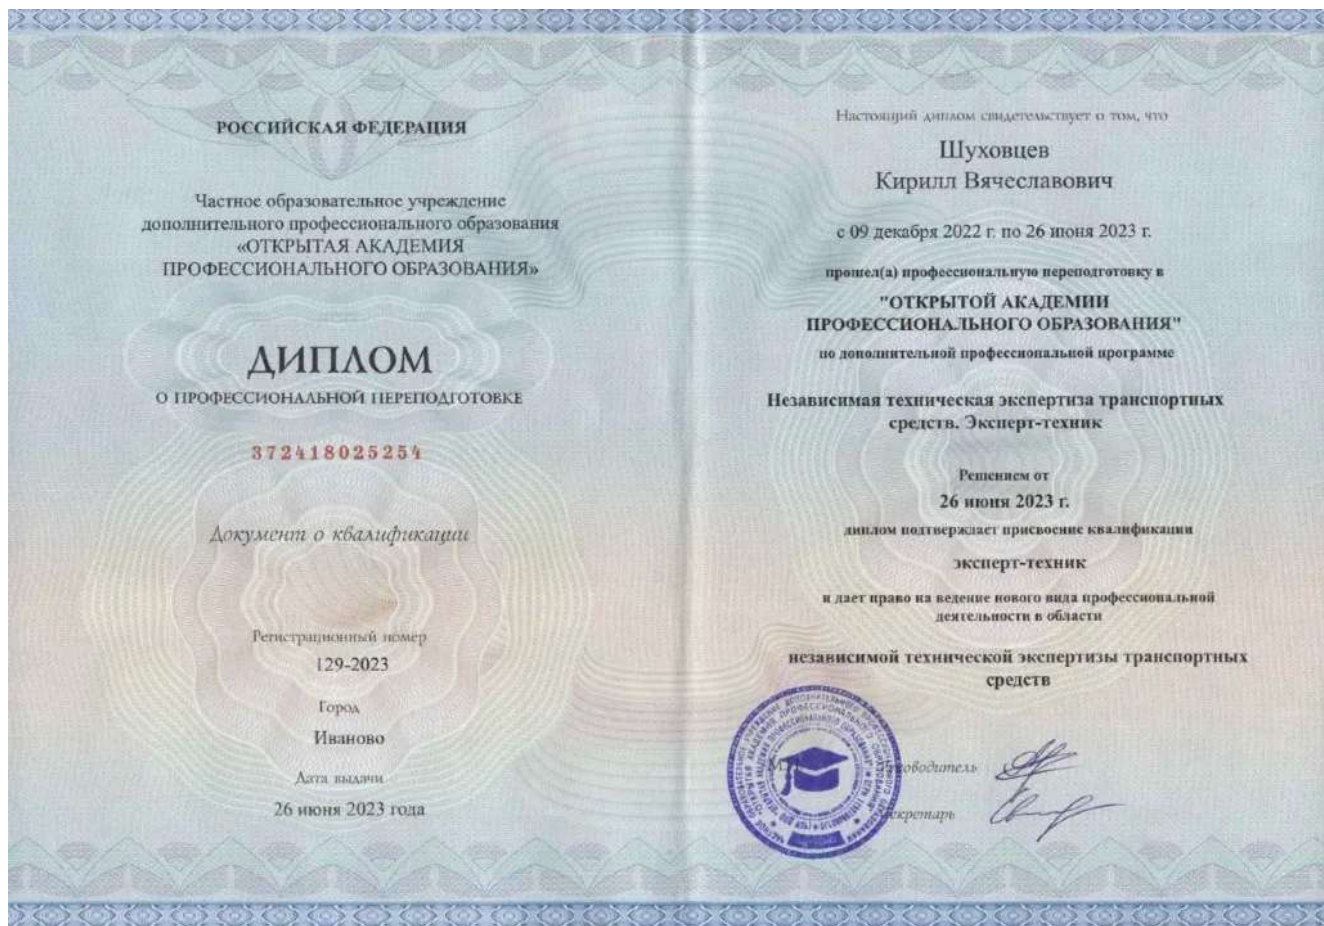 РОССИЙСКАЯ ФЕДЕРАЦИЯ
Частное образовательное учреждение
дополнительного профессионального образования
«ОТКРЫТАЯ АКАДЕМИЯ
ПРОФЕССИОНАЛЬНОГО ОБРАЗОВАНИЯ»
ДИПЛОМ
О ПРОФЕССИОНАЛЬНОЙ ПЕРЕПОДГОТОВКЕ
372418025254
Документ о квалификации
Регистрационный номер
129-2023
Город
Иваново
Дата выдачи
26 июня 2023 года
Настоящий диплом свидетельствует о том, что
Шуховцев
Кирилл Вячеславович
с 09 декабря 2022 г. по 26 июня 2023 г.
прошел(а) профессиональную переподготовку в
"ОТКРЫТОЙ АКАДЕМИИ
ПРОФЕССИОНАЛЬНОГО ОБРАЗОВАНИЯ"
по дополнительной профессиональной программе
Независимая техническая экспертиза транспортных
средств. Эксперт-техник
Решением от
26 июня 2023 г.
диплом подтверждает присвоение квалификации
эксперт-техник
и дает право на ведение нового вида профессиональной
деятельности в области
независимой технической экспертизы транспортных
средств
М.П.
Руководитель
Секретарь